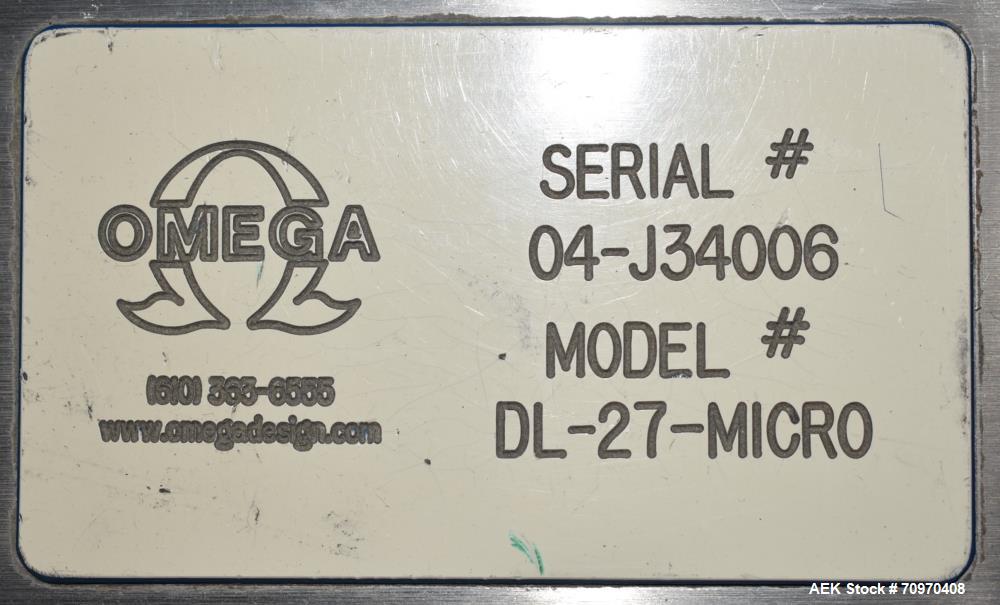 OMEGA
(610) 363-6555
www.omegadesign.com
SERIAL #
04-J34006
MODEL #
DL-27-MICRO
AEK Stock # 70970408